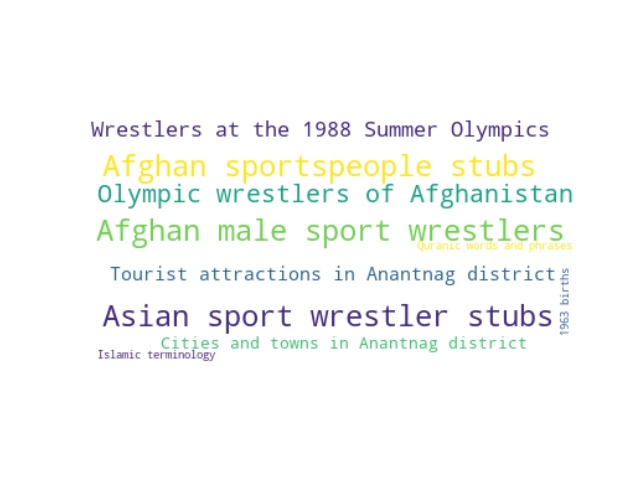 Wrestlers at the 1988 Summer Olympics
Afghan sportspeople stubs
Olympic wrestlers of Afghanistan
Afghan male sport wrestlers
Quranic words and phrases
Tourist attractions in Anantnag district
1963 births
Asian sport wrestler stubs
Cities and towns in Anantnag district
Islamic terminology